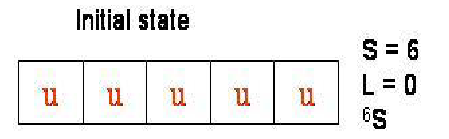 Initial state
u u u u u
S = 6
L = 0
⁶S